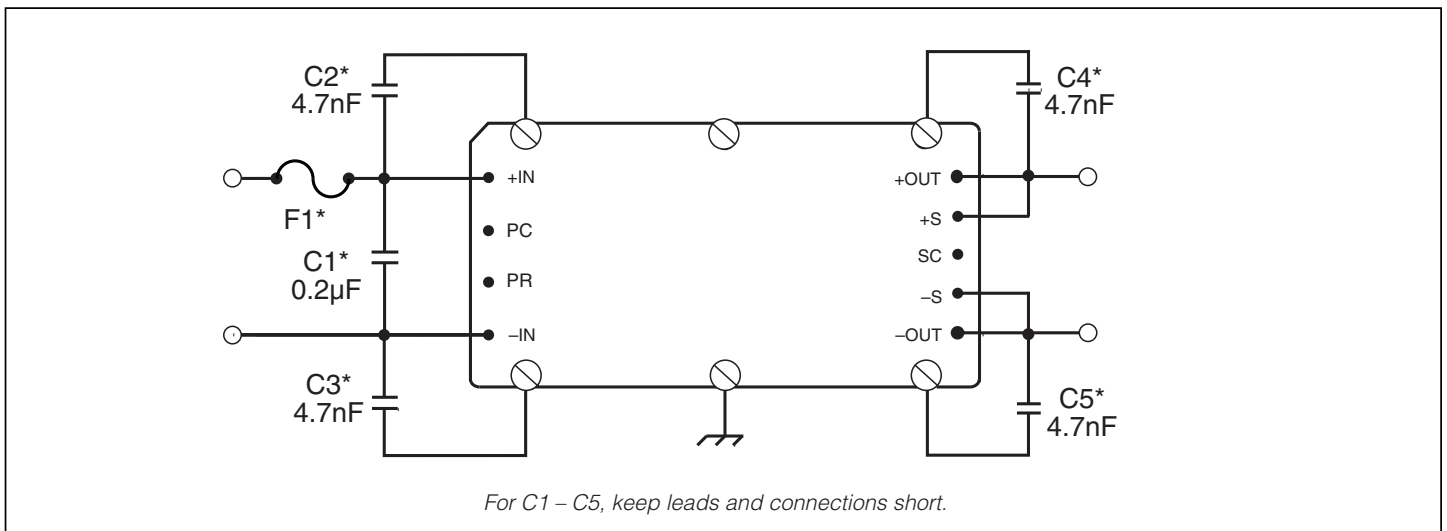 C2*
4.7nF
C4*
4.7nF
+IN
+OUT
F1*
+S
PC
C1*
0.2µF
SC
PR
–S
–IN
–OUT
C3*
4.7nF
C5*
4.7nF
For C1 – C5, keep leads and connections short.